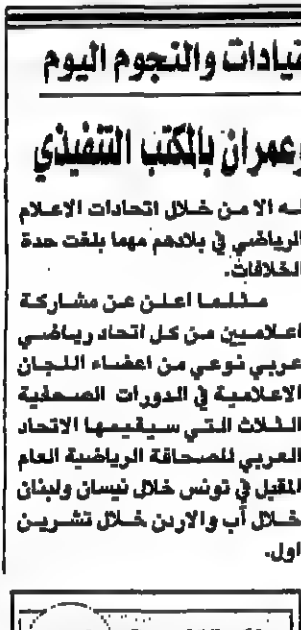 قيادات والنجوم اليوم
وعمران بالمكتب التنفيذي
له الا من خلال اتحادات الاعلام
الرياضي في بلادهم مهما بلغت حدة
الخلافات.
مثلما اعلن عن مشاركة
اعلاميين من كل اتحاد رياضي
عربي نوعي من اعضاء اللجان
الاعلامية في الدورات الصحفية
الثلاث التي سيقيمها الاتحاد
العربي للصحافة الرياضية العام
المقبل في تونس خلال نيسان ولبنان
خلال آب والاردن خلال تشرين
اول.